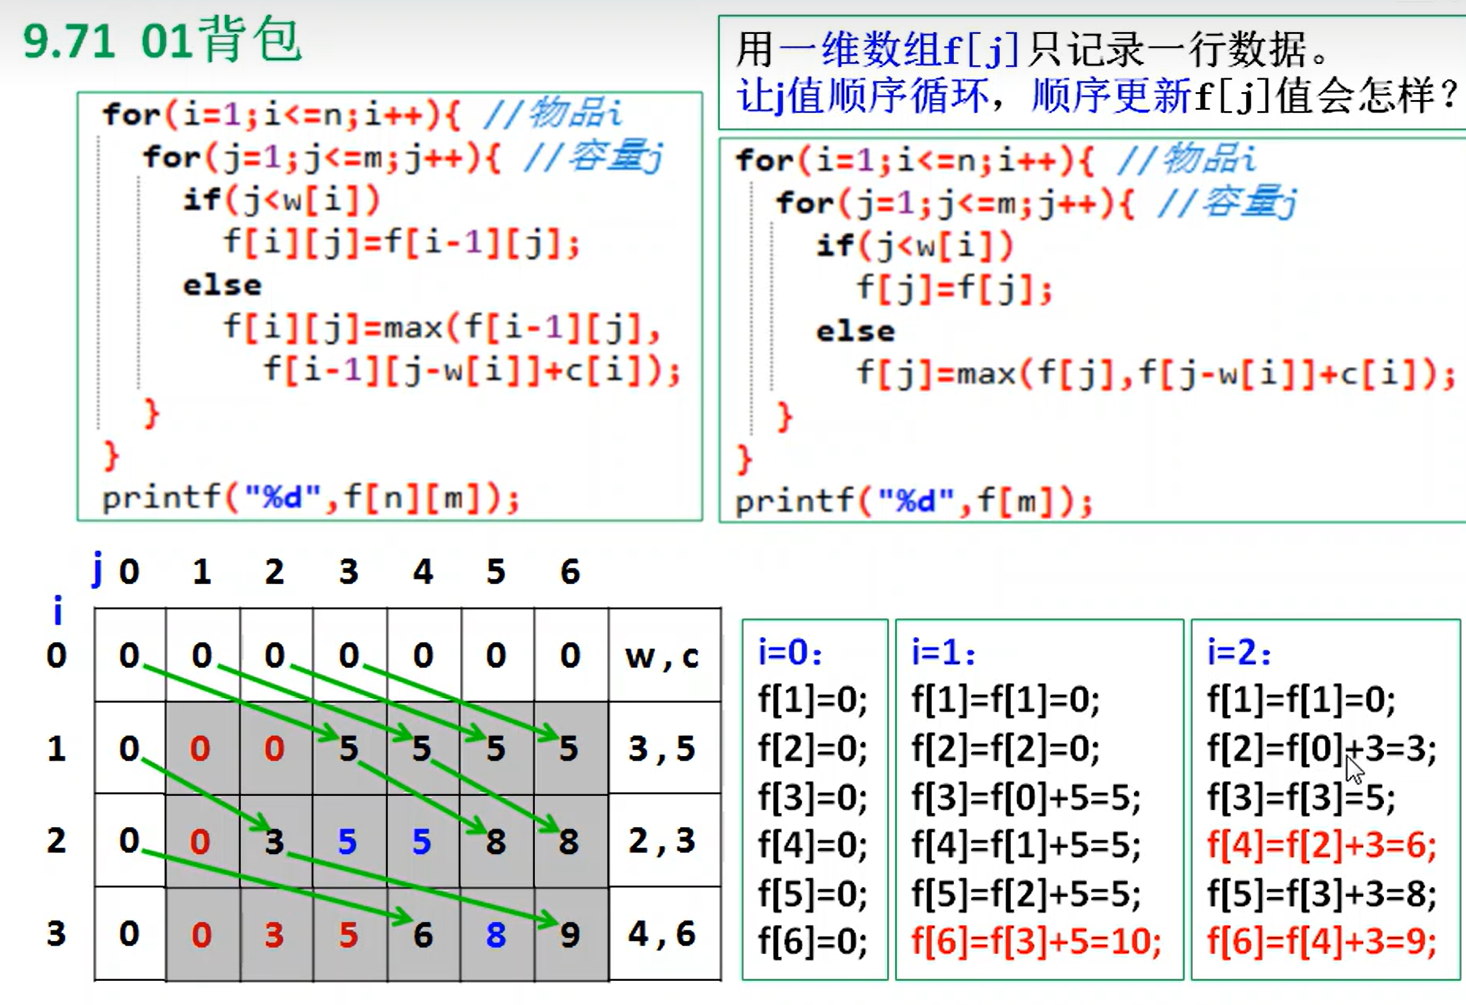 9.71 01背包
for(i=1;i<=n;i++){ //物品i
for(j=1;j<=m;j++){ //容量j
if(j<w[i])
f[i][j]=f[i-1][j];
else
f[i][j]=max(f[i-1][j],
f[i-1][j-w[i]]+c[i]);
}
}
printf("%d",f[n][m]);
用一维数组f[j]只记录一行数据。
让j值顺序循环，顺序更新f[j]值会怎样？
for(i=1;i<=n;i++){ //物品i
for(j=1;j<=m;j++){ //容量j
if(j<w[i])
f[j]=f[j];
else
f[j]=max(f[j],f[j-w[i]]+c[i]);
}
}
printf("%d",f[m]);
j 0 1 2 3 4 5 6
i
0 0 0 0 0 0 0 0 w,c
1 0 0 0 5 5 5 5 3,5
2 0 0 3 5 5 8 8 2,3
3 0 0 3 5 6 8 9 4,6
i=0：
f[1]=0;
f[2]=0;
f[3]=0;
f[4]=0;
f[5]=0;
f[6]=0;
i=1：
f[1]=f[1]=0;
f[2]=f[2]=0;
f[3]=f[0]+5=5;
f[4]=f[1]+5=5;
f[5]=f[2]+5=5;
f[6]=f[3]+5=10;
i=2：
f[1]=f[1]=0;
f[2]=f[0]+3=3;
f[3]=f[3]=5;
f[4]=f[2]+3=6;
f[5]=f[3]+3=8;
f[6]=f[4]+3=9;